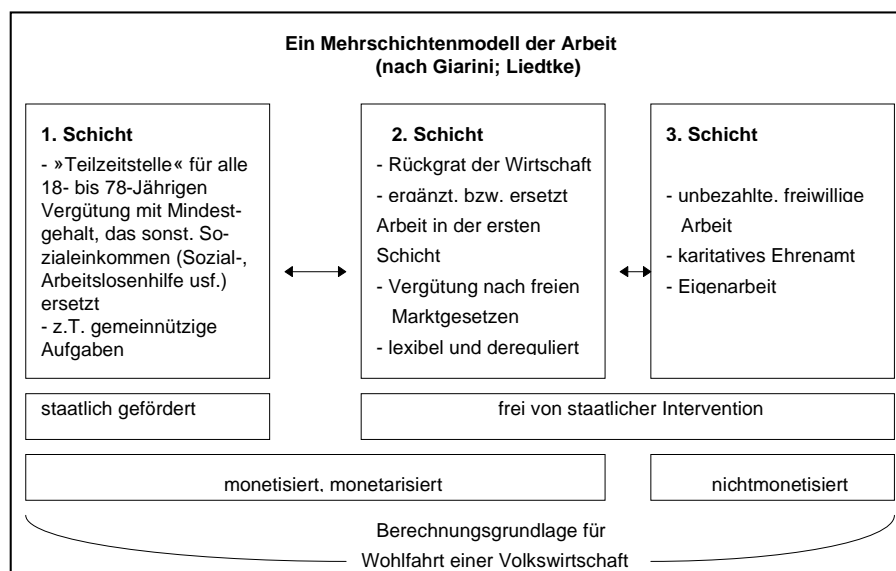 Ein Mehrschichtenmodell der Arbeit
(nach Giarini; Liedtke)
1. Schicht
- »Teilzeitstelle« für alle
18- bis 78-Jährigen
Vergütung mit Mindest-
gehalt, das sonst. So-
zialeinkommen (Sozial-,
Arbeitslosenhilfe usf.)
ersetzt
- z.T. gemeinnützige
Aufgaben
2. Schicht
- Rückgrat der Wirtschaft
- ergänzt. bzw. ersetzt
Arbeit in der ersten
Schicht
- Vergütung nach freien
Marktgesetzen
- lexibel und dereguliert
3. Schicht
- unbezahlte. freiwillige
Arbeit
- karitatives Ehrenamt
- Eigenarbeit
staatlich gefördert
frei von staatlicher Intervention
monetisiert, monetarisiert
nichtmonetisiert
Berechnungsgrundlage für
Wohlfahrt einer Volkswirtschaft